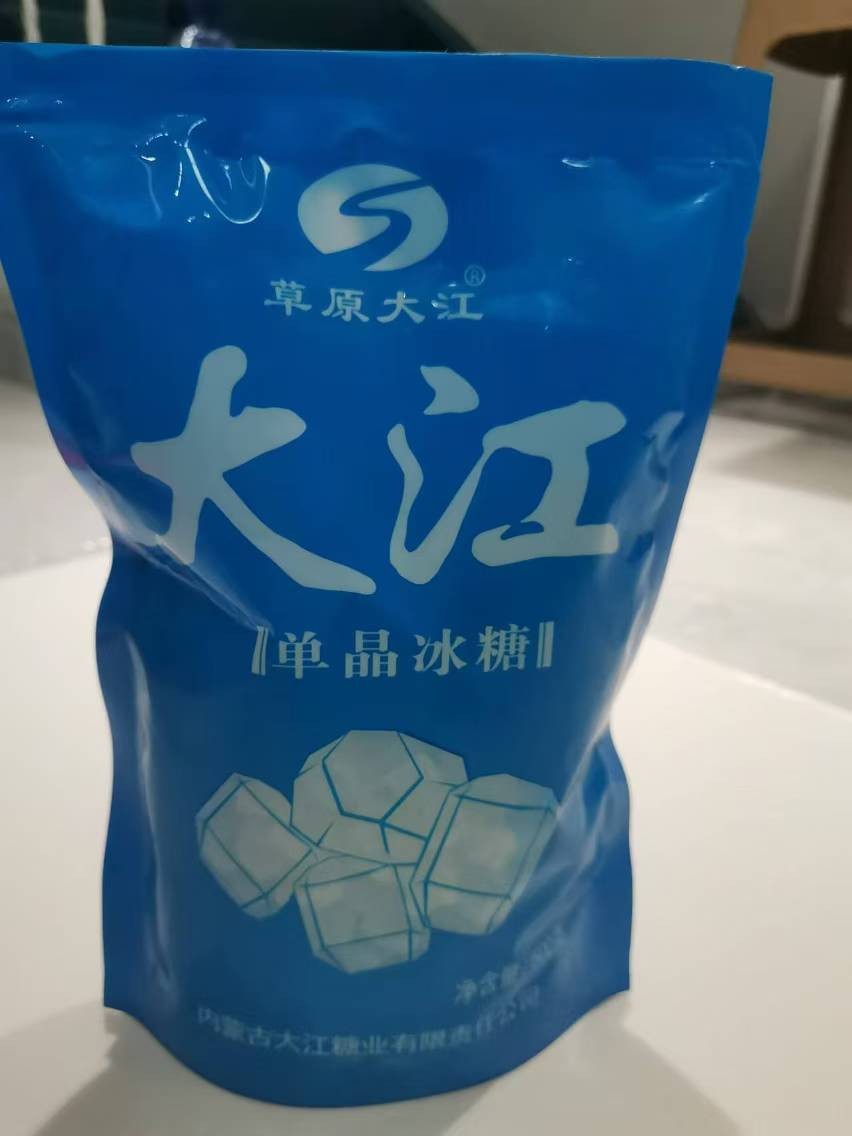 ®
草原大江
大江
单晶冰糖
净含量
内蒙古大江糖业有限责任公司